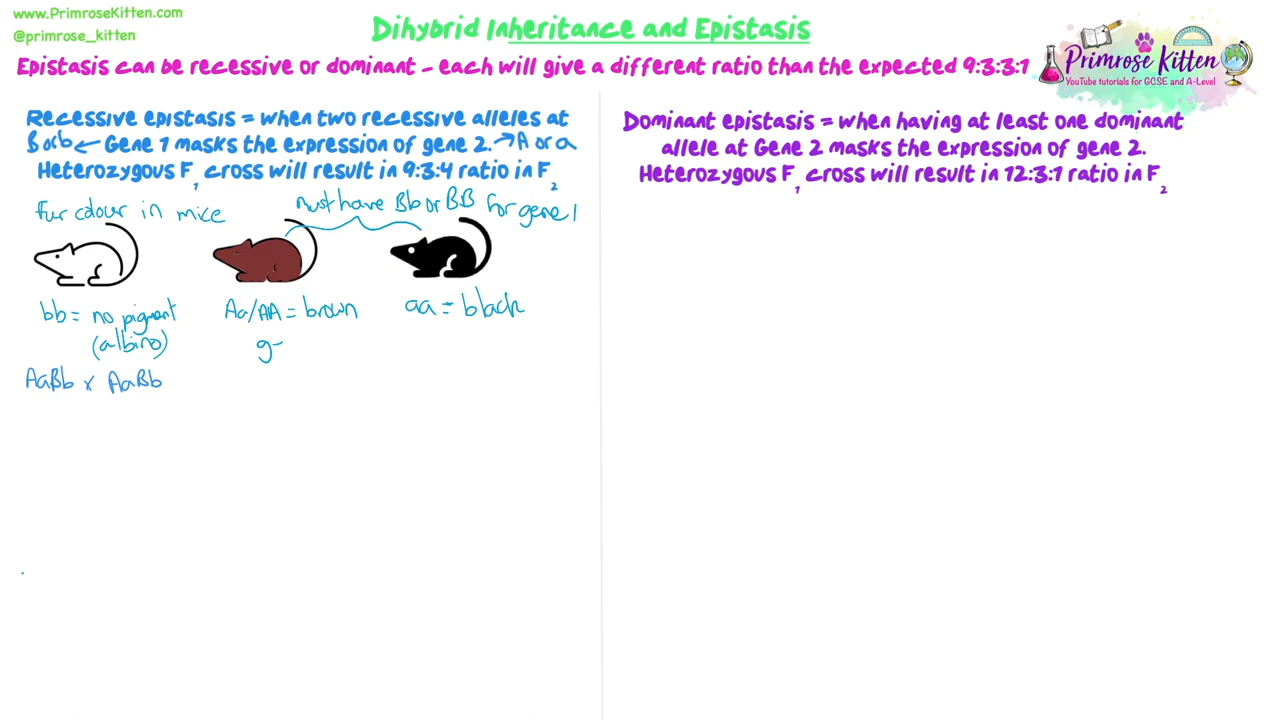 www.PrimroseKitten.com
@primrose_kitten
Dihybrid Inheritance and Epistasis
Epistasis can be recessive or dominant - each will give a different ratio than the expected 9:3:3:1
Primrose Kitten
YouTube tutorials for GCSE and A-Level
Recessive epistasis = when two recessive alleles at
B or b ← Gene 1 masks the expression of gene 2. → A or a
Heterozygous F1 cross will result in 9:3:4 ratio in F2
fur colour in mice
must have Bb or BB for gene 1
bb = no pigment
(albino)
Aa/AA = brown
g-
aa = black
AaBb x AaBb
Dominant epistasis = when having at least one dominant
allele at Gene 2 masks the expression of gene 2.
Heterozygous F1 cross will result in 12:3:1 ratio in F2